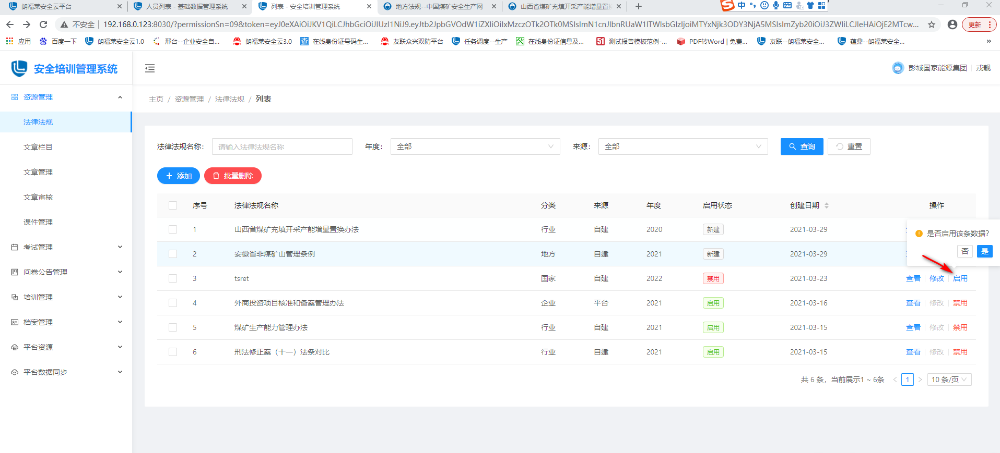 朗福莱安全云平台
人员列表 - 基础数据管理系统
列表 - 安全培训管理系统
地方法规--中国煤矿安全生产网
山西省煤矿充填开采产能增量置
中
不安全 | 192.168.0.123:8030/?permissionSn=09&token=
更新
应用
百度一下
朗福莱安全云1.0
邢台--企业安全自...
朗福莱安全云3.0
查 在线身份证号码生...
友联众兴双防平台
任务调度--生产
在线身份证信息及...
51 测试报告模板范例-...
PDF转Word | 免费...
友联--朗福莱安全...
蕴鼎--朗福莱安全...
»
安全培训管理系统
彭城国家能源集团 | 戎靓
资源管理
法律法规
文章栏目
文章管理
文章审核
课件管理
考试管理
问卷公告管理
培训管理
档案管理
平台资源
平台数据同步
主页 / 资源管理 / 法律法规 / 列表
法律法规名称: 请输入法律法规名称 年度: 全部 来源: 全部 查询 重置
+ 添加 批量删除
序号 法律法规名称 分类 来源 年度 启用状态 创建日期 操作
1 山西省煤矿充填开采产能增量置换办法 行业 自建 2020 新建 2021-03-29
是否启用该条数据?
否 是
2 安徽省非煤矿山管理条例 地方 自建 2021 新建 2021-03-29
3 tsret 国家 自建 2022 禁用 2021-03-23 查看 修改 启用
4 外商投资项目核准和备案管理办法 企业 平台 2021 启用 2021-03-16 查看 修改 禁用
5 煤矿生产能力管理办法 行业 自建 2021 启用 2021-03-15 查看 修改 禁用
6 刑法修正案（十一）法条对比 行业 自建 2021 启用 2021-03-15 查看 修改 禁用
共 6 条，当前展示1 ~ 6条 < 1 > 10 条/页